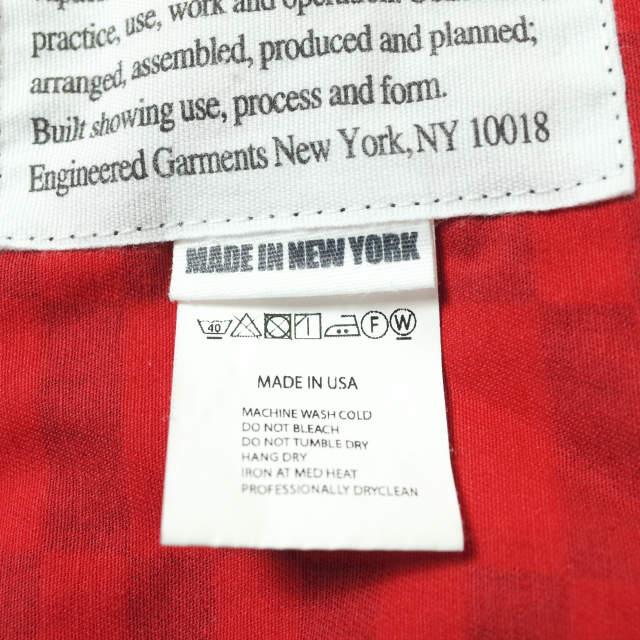 practice, use, work and operation.
arranged, assembled, produced and planned;
Built showing use, process and form.
Engineered Garments New York, NY 10018
MADE IN NEW YORK
40 F W
MADE IN USA
MACHINE WASH COLD
DO NOT BLEACH
DO NOT TUMBLE DRY
HANG DRY
IRON AT MED HEAT
PROFESSIONALLY DRYCLEAN